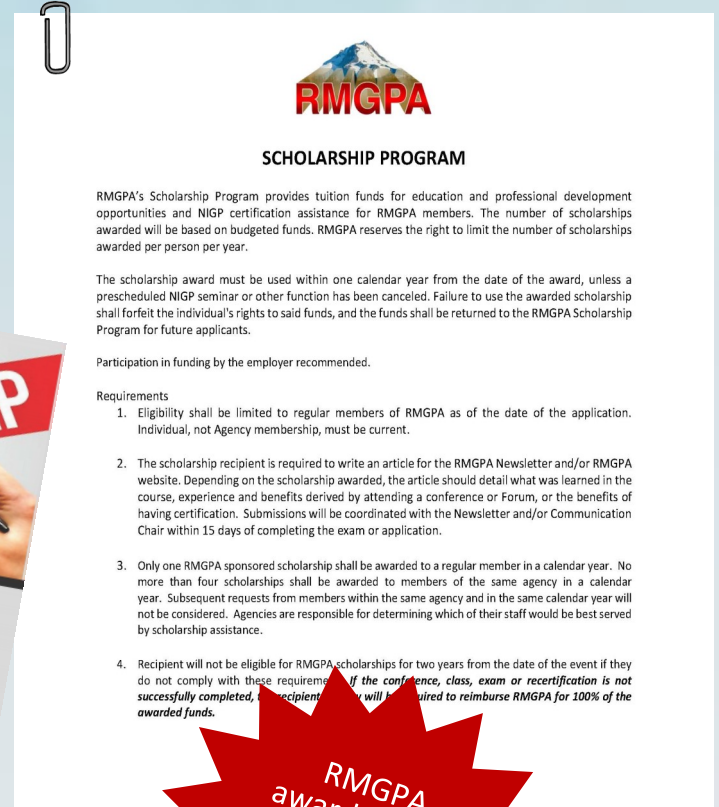 RMGPA
SCHOLARSHIP PROGRAM
RMGPA's Scholarship Program provides tuition funds for education and professional development
opportunities and NIGP certification assistance for RMGPA members. The number of scholarships
awarded will be based on budgeted funds. RMGPA reserves the right to limit the number of scholarships
awarded per person per year.
The scholarship award must be used within one calendar year from the date of the award, unless a
prescheduled NIGP seminar or other function has been canceled. Failure to use the awarded scholarship
shall forfeit the individual's rights to said funds, and the funds shall be returned to the RMGPA Scholarship
Program for future applicants.
Participation in funding by the employer recommended.
Requirements
1. Eligibility shall be limited to regular members of RMGPA as of the date of the application.
Individual, not Agency membership, must be current.
2. The scholarship recipient is required to write an article for the RMGPA Newsletter and/or RMGPA
website. Depending on the scholarship awarded, the article should detail what was learned in the
course, experience and benefits derived by attending a conference or Forum, or the benefits of
having certification. Submissions will be coordinated with the Newsletter and/or Communication
Chair within 15 days of completing the exam or application.
3. Only one RMGPA sponsored scholarship shall be awarded to a regular member in a calendar year. No
more than four scholarships shall be awarded to members of the same agency in a calendar
year. Subsequent requests from members within the same agency and in the same calendar year will
not be considered. Agencies are responsible for determining which of their staff would be best served
by scholarship assistance.
4. Recipient will not be eligible for RMGPA scholarships for two years from the date of the event if they
do not comply with these If the conference, class, exam or recertification is not
successfully completed, recipient will required to reimburse RMGPA for 100% of the
awarded funds.
P
RMGPA